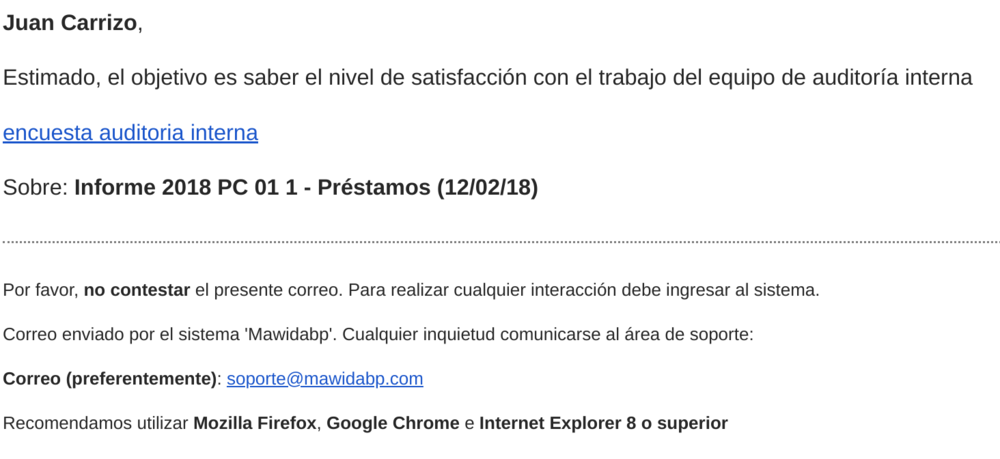 Juan Carrizo,
Estimado, el objetivo es saber el nivel de satisfacción con el trabajo del equipo de auditoría interna
encuesta auditoria interna
Sobre: Informe 2018 PC 01 1 - Préstamos (12/02/18)
Por favor, no contestar el presente correo. Para realizar cualquier interacción debe ingresar al sistema.
Correo enviado por el sistema 'Mawidabp'. Cualquier inquietud comunicarse al área de soporte:
Correo (preferentemente): soporte@mawidabp.com
Recomendamos utilizar Mozilla Firefox, Google Chrome e Internet Explorer 8 o superior